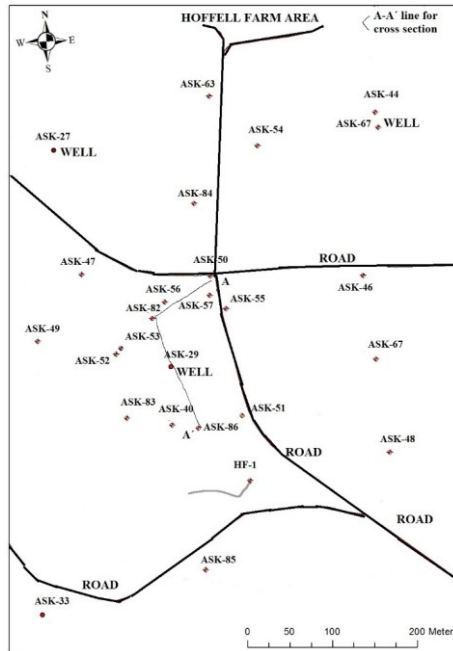 HOFFELL FARM AREA
A-A´ line for
cross section
N
W
E
S
ASK-63
ASK-44
ASK-67
WELL
ASK-54
ASK-27
WELL
ASK-84
ASK-50
ROAD
ASK-47
A
ASK-46
ASK-56
ASK-57
ASK-55
ASK-82
ASK-49
ASK-53
ASK-52
ASK-29
WELL
ASK-67
ASK-83
ASK-40
ASK-51
A´
ASK-86
ASK-48
ROAD
HF-1
ROAD
ASK-85
ROAD
ASK-33
0 50 100 200 Meter